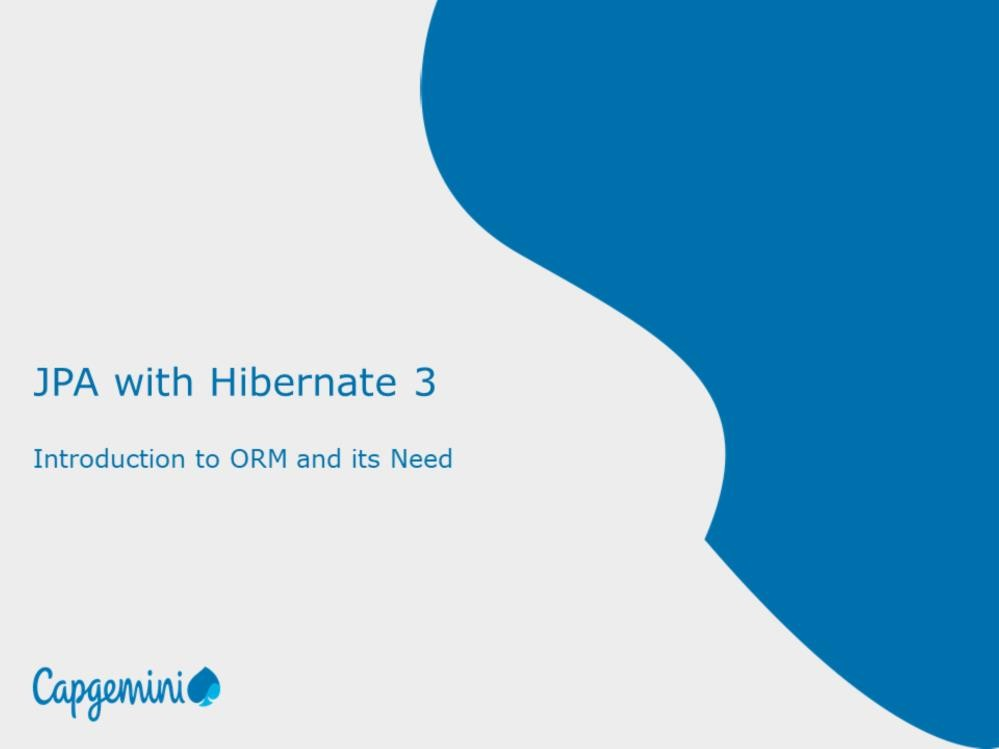 JPA with Hibernate 3
Introduction to ORM and its Need
Capgemini